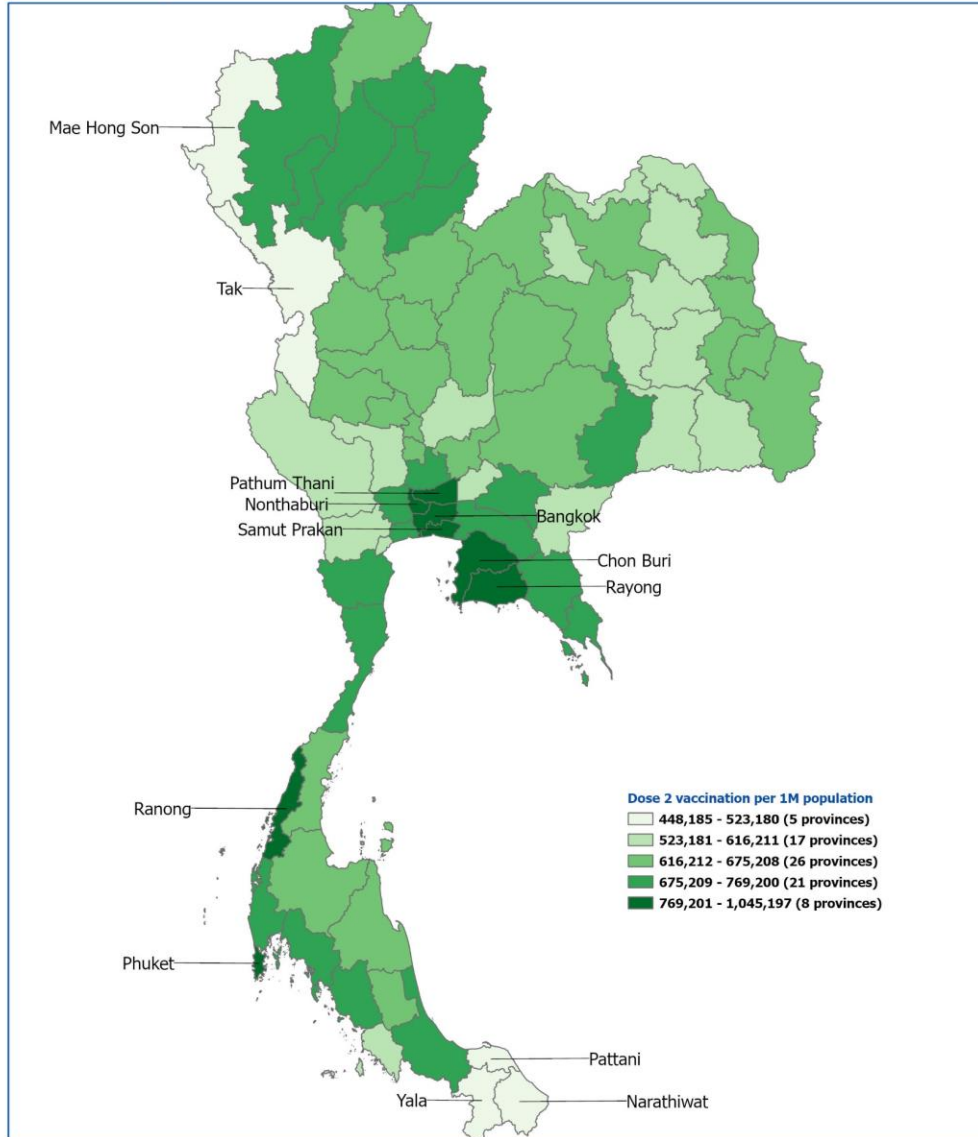 Mae Hong Son
Tak
Pathum Thani
Nonthaburi
Samut Prakan
Bangkok
Chon Buri
Rayong
Ranong
Dose 2 vaccination per 1M population
448,185 - 523,180 (5 provinces)
523,181 - 616,211 (17 provinces)
616,212 - 675,208 (26 provinces)
675,209 - 769,200 (21 provinces)
769,201 - 1,045,197 (8 provinces)
Phuket
Pattani
Yala
Narathiwat